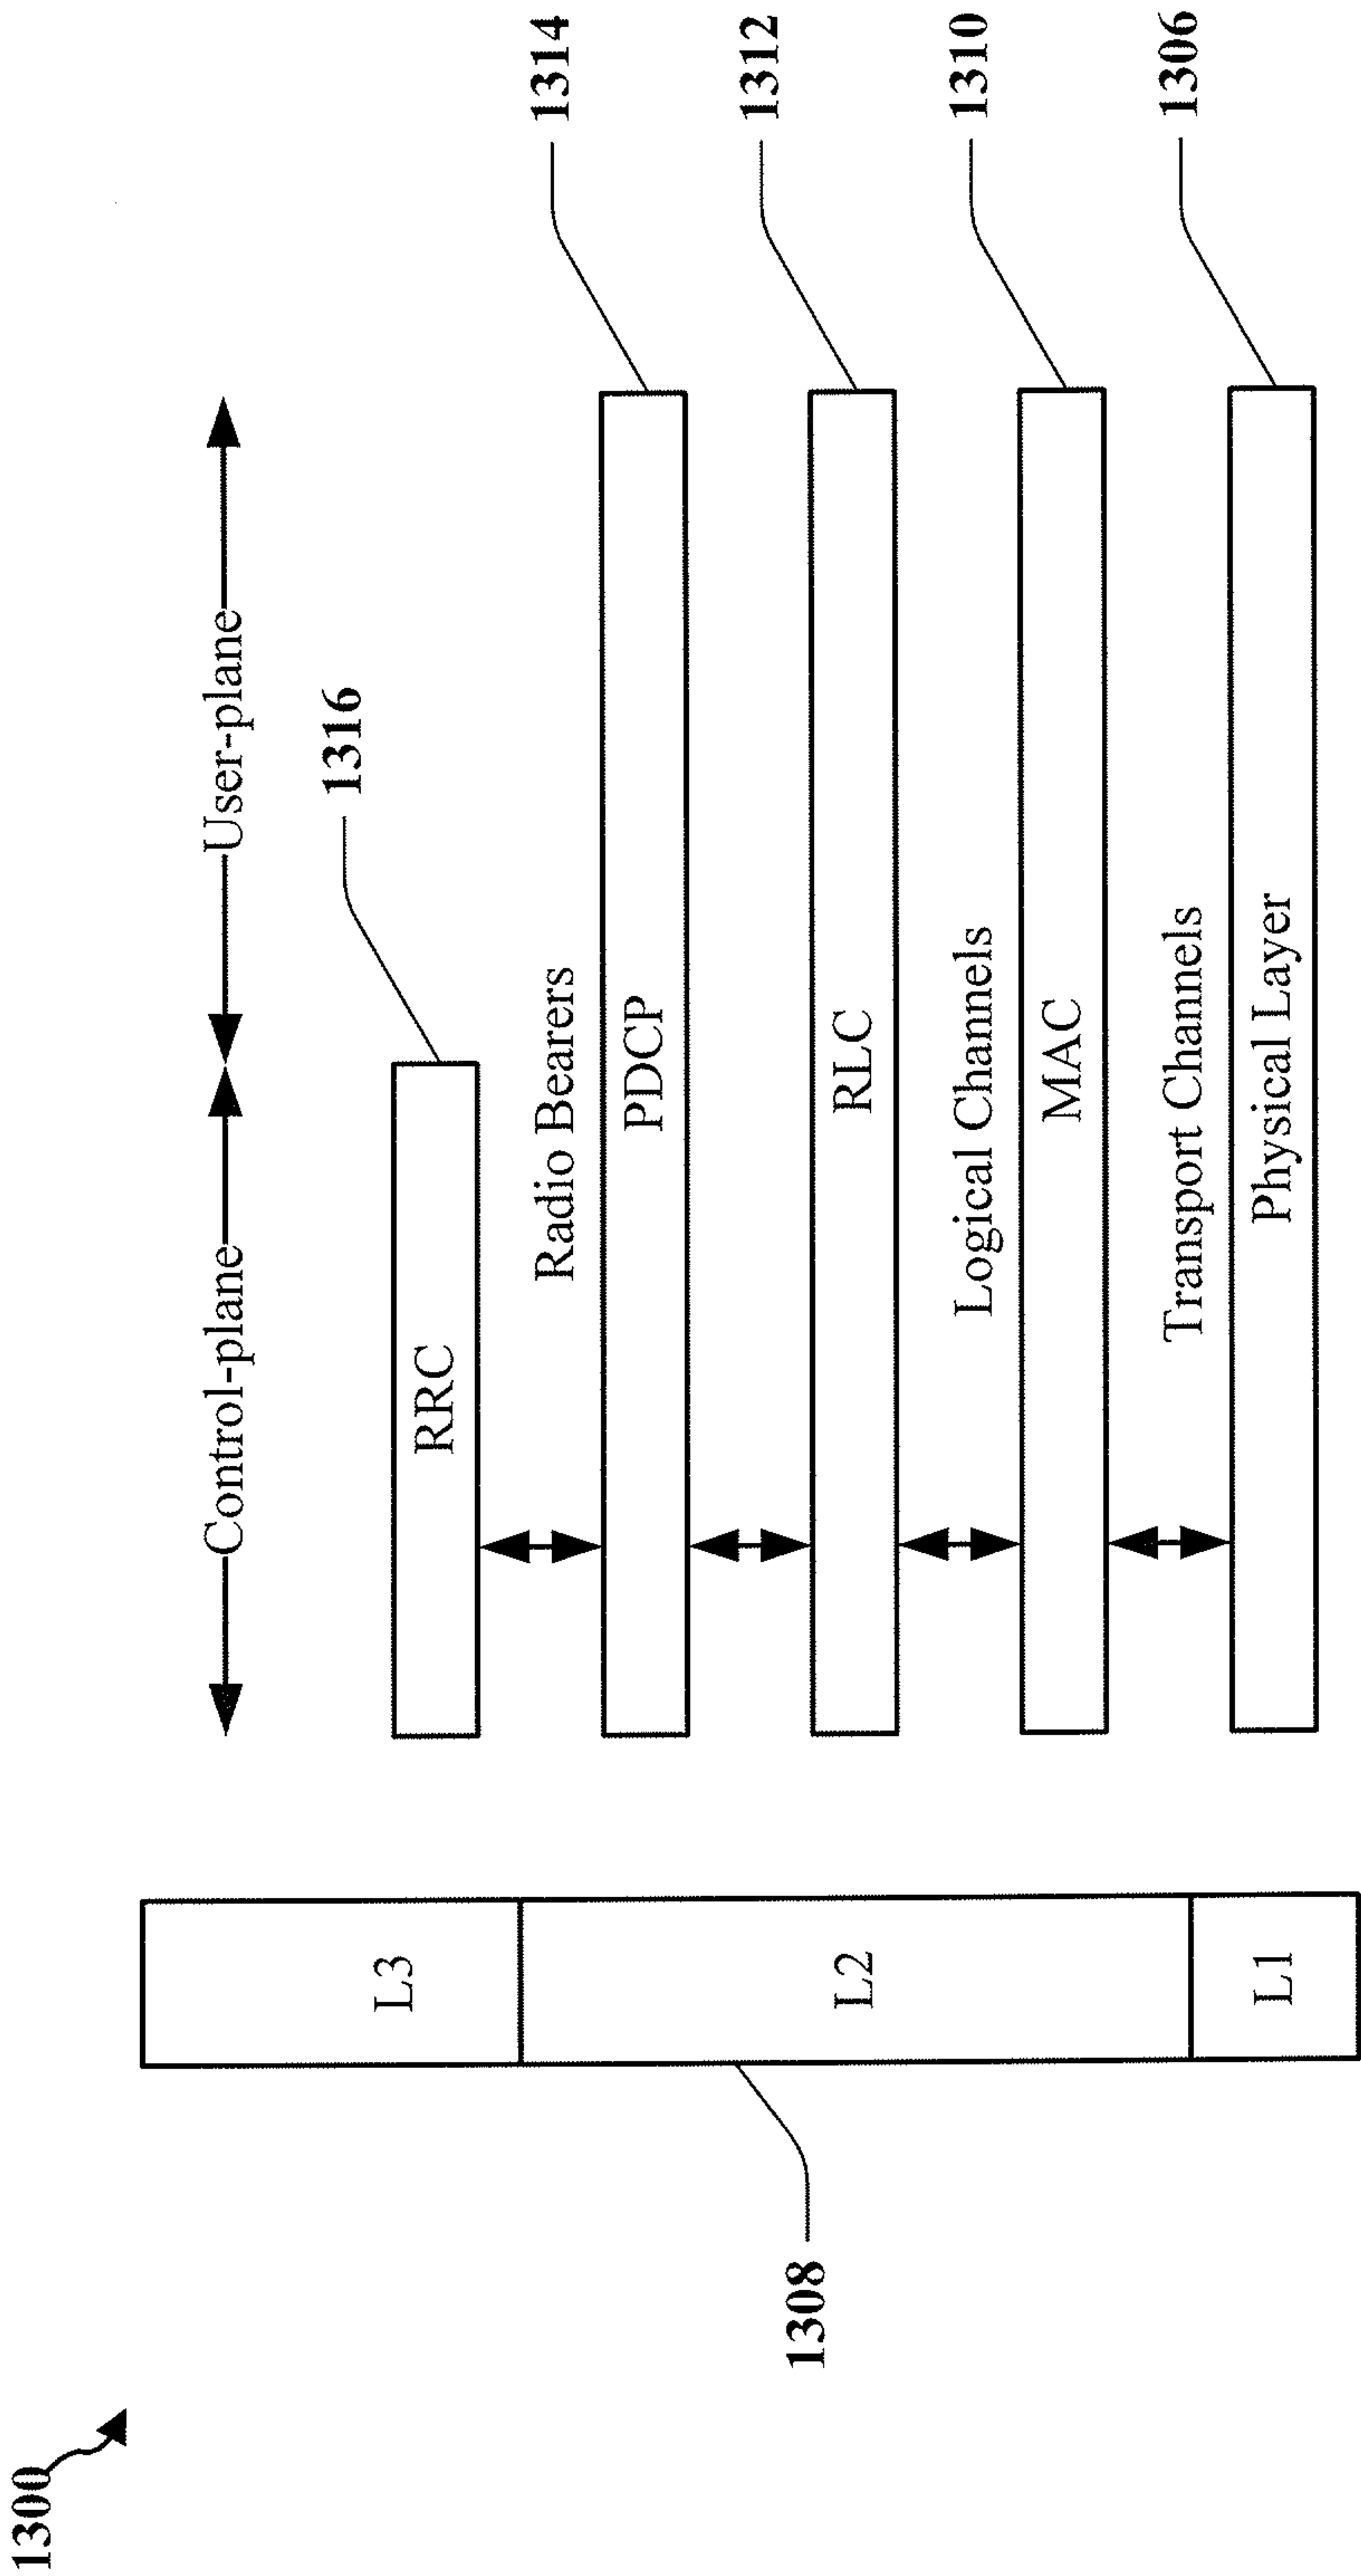 1300
Control-plane
User-plane
1316
RRC
L3
Radio Bearers
1314
PDCP
1308
L2
1312
RLC
Logical Channels
1310
MAC
Transport Channels
1306
L1
Physical Layer